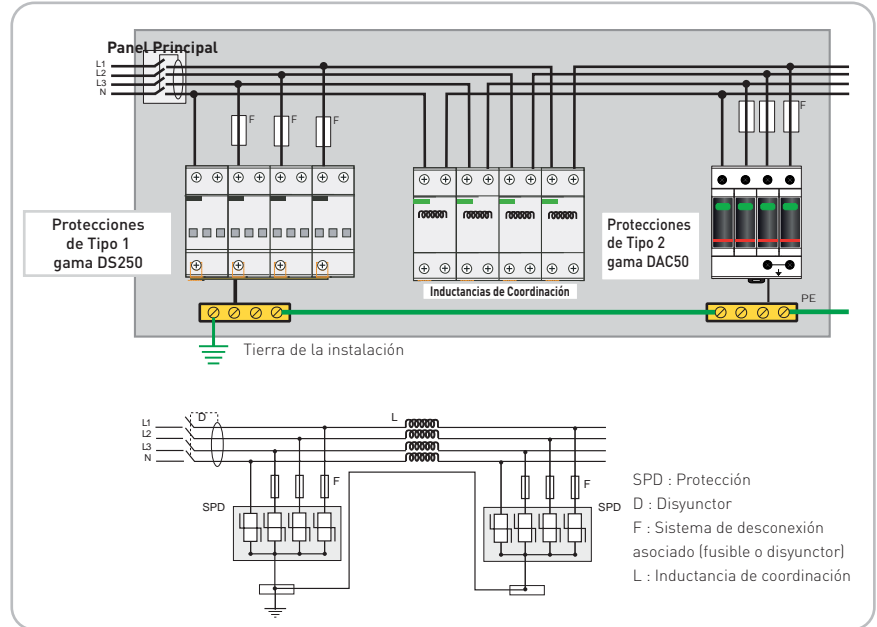 Panel Principal
L1
L2
L3
N
F
F
F
F
Protecciones
de Tipo 1
gama DS250
Inductancias de Coordinación
Protecciones
de Tipo 2
gama DAC50
PE
Tierra de la instalación
D
L
L1
L2
L3
N
F
F
SPD
SPD
SPD : Protección
D : Disyunctor
F : Sistema de desconexión
asociado (fusible o disyunctor)
L : Inductancia de coordinación